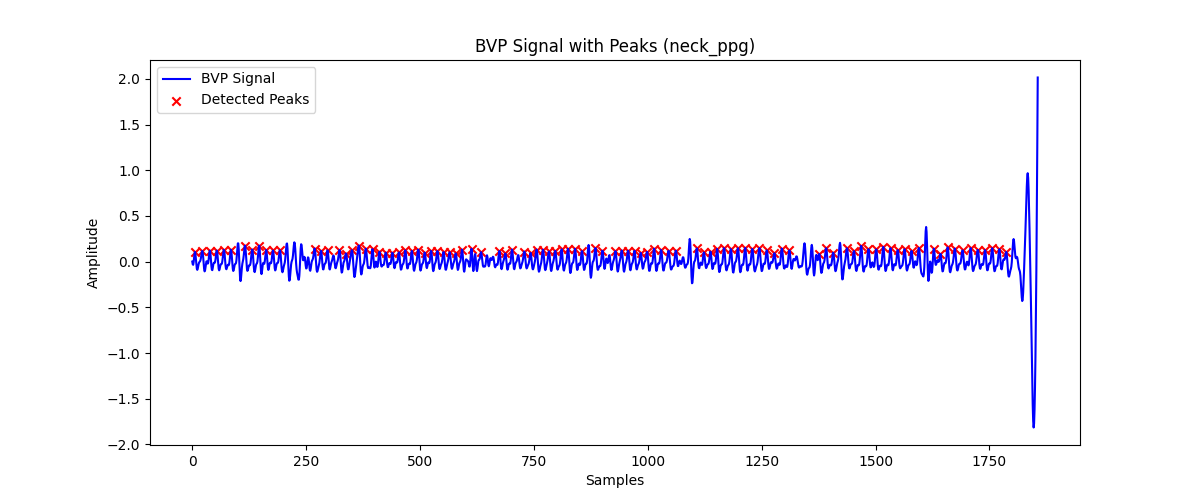 BVP Signal with Peaks (neck_ppg)
BVP Signal
Detected Peaks
Amplitude
2.0
1.5
1.0
0.5
0.0
−0.5
−1.0
−1.5
−2.0
0 250 500 750 1000 1250 1500 1750
Samples